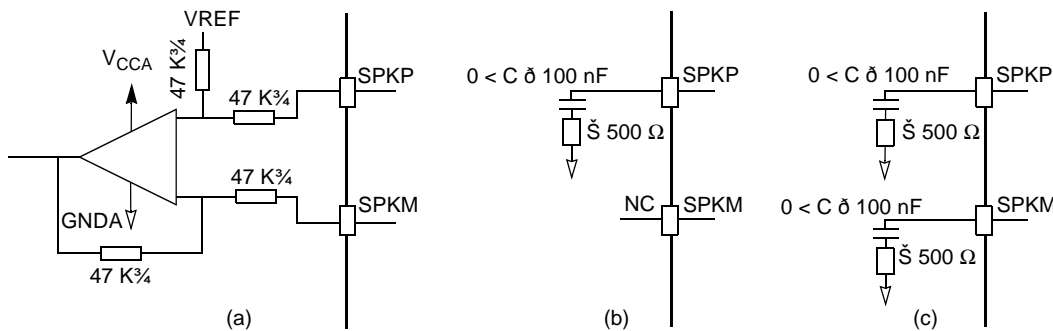 VREF
V_CCA
47 K¾
47 K¾
SPKP
47 K¾
SPKM
GNDA
47 K¾
(a)
0 < C ð 100 nF
SPKP
Š 500 Ω
NC
SPKM
(b)
0 < C ð 100 nF
SPKP
Š 500 Ω
0 < C ð 100 nF
SPKM
Š 500 Ω
(c)